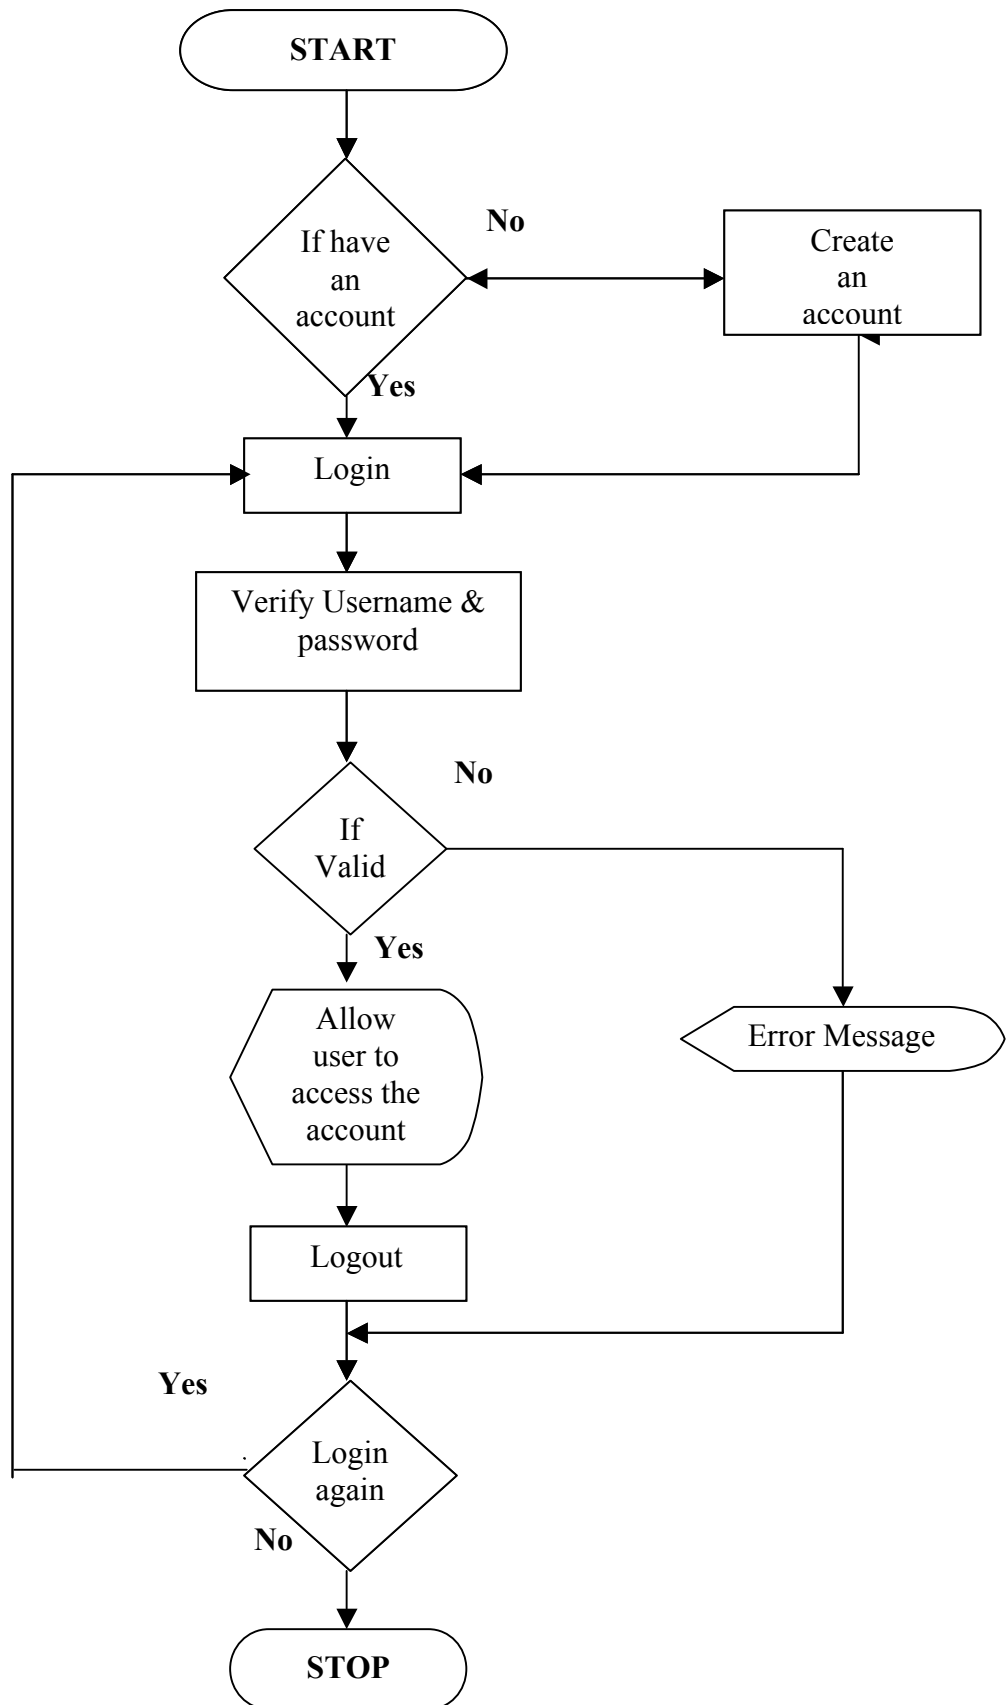 START
If have
an
account
No
Create
an
account
Yes
Login
Verify Username &
password
No
If
Valid
Yes
Allow
user to
access the
account
Error Message
Logout
Yes
Login
again
No
STOP